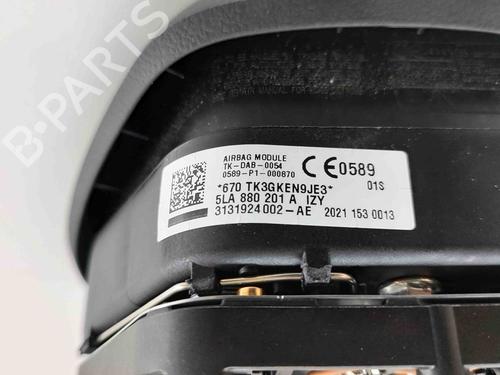 AIRBAG MODULE
TK-DAB-0054
0589-P1-000870
CE0589
01S
*670 TK3GKEN9JE3*
5LA 880 201 A IZY
3131924002-AE 2021 153 0013
B-PARTS